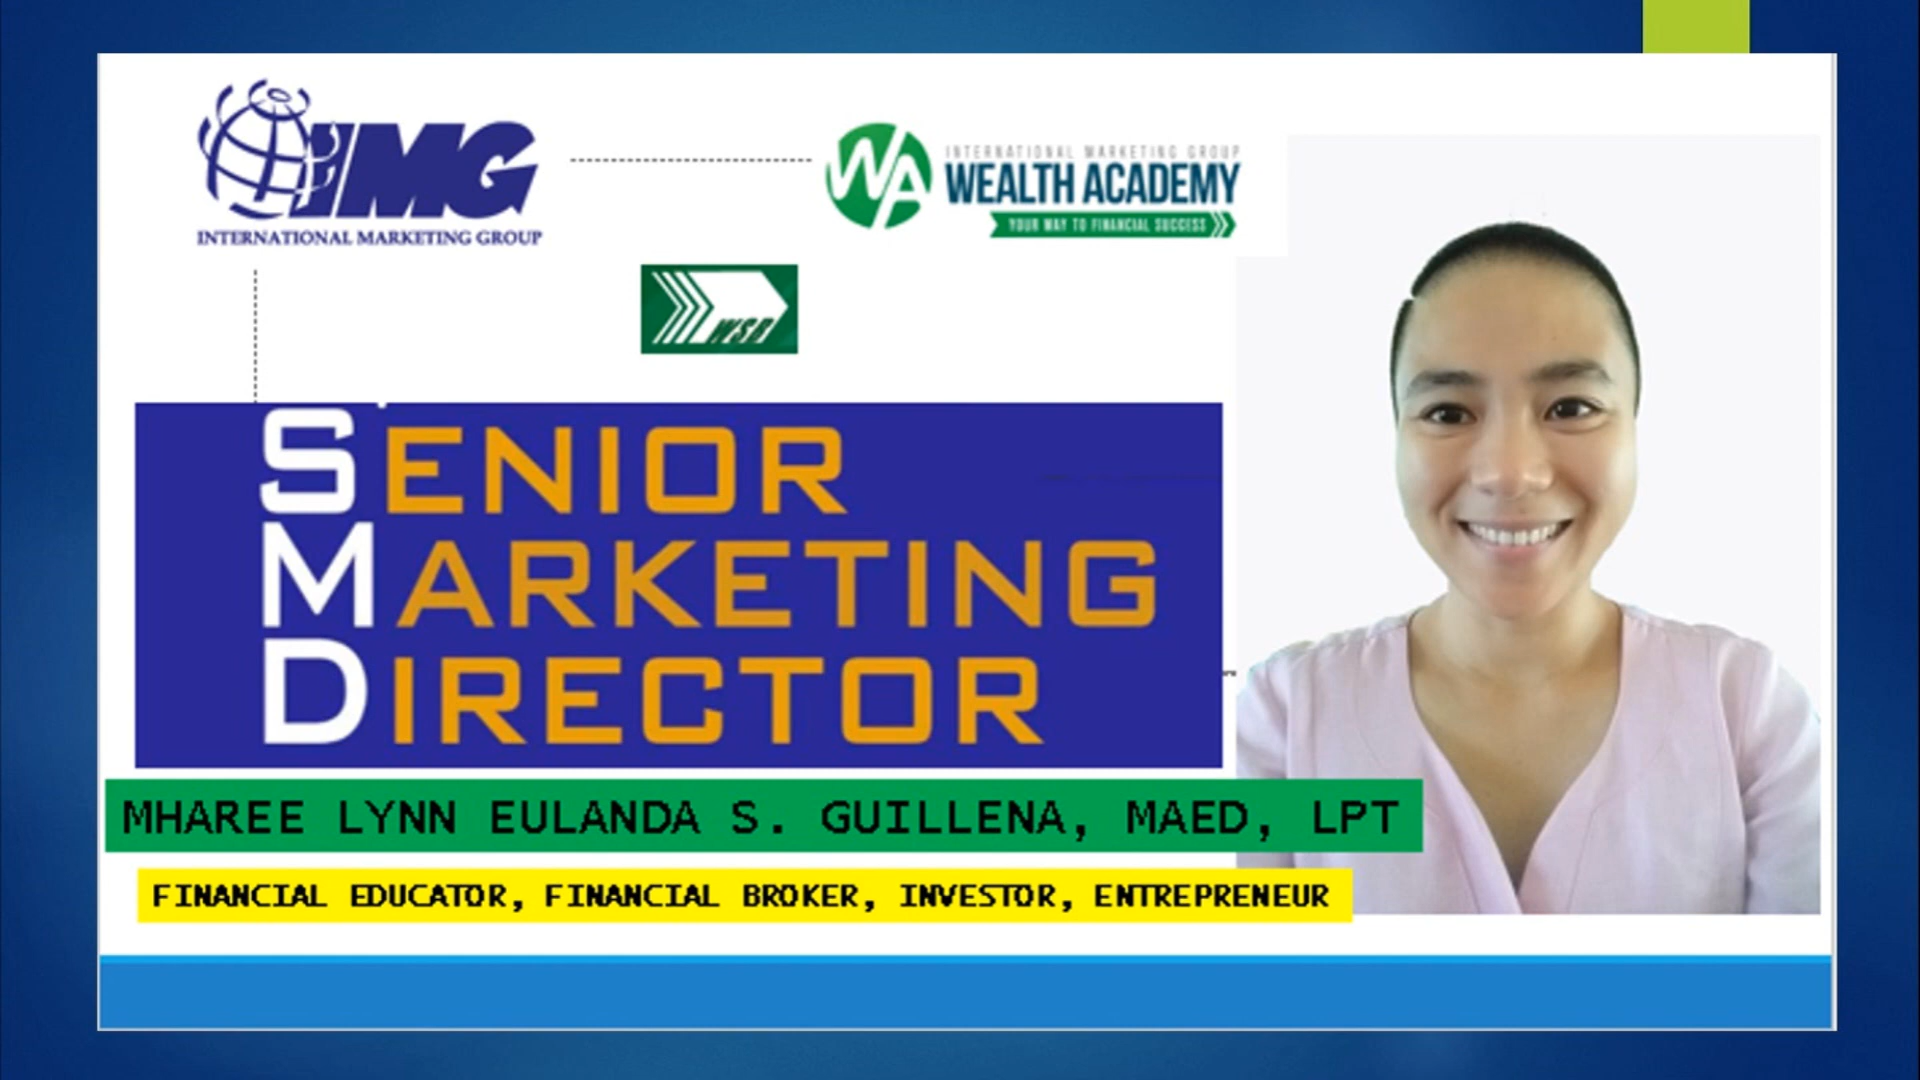 IMG
INTERNATIONAL MARKETING GROUP
WA
INTERNATIONAL MARKETING GROUP
WEALTH ACADEMY
YOUR WAY TO FINANCIAL SUCCESS
WSB
SENIOR
MARKETING
DIRECTOR
MHAREE LYNN EULANDA S. GUILLENA, MAED, LPT
FINANCIAL EDUCATOR, FINANCIAL BROKER, INVESTOR, ENTREPRENEUR